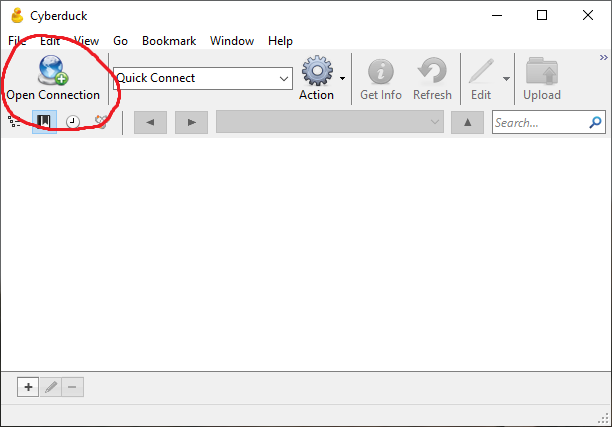 Cyberduck
File Edit View Go Bookmark Window Help
Open Connection Quick Connect Action Get Info Refresh Edit Upload
Search...